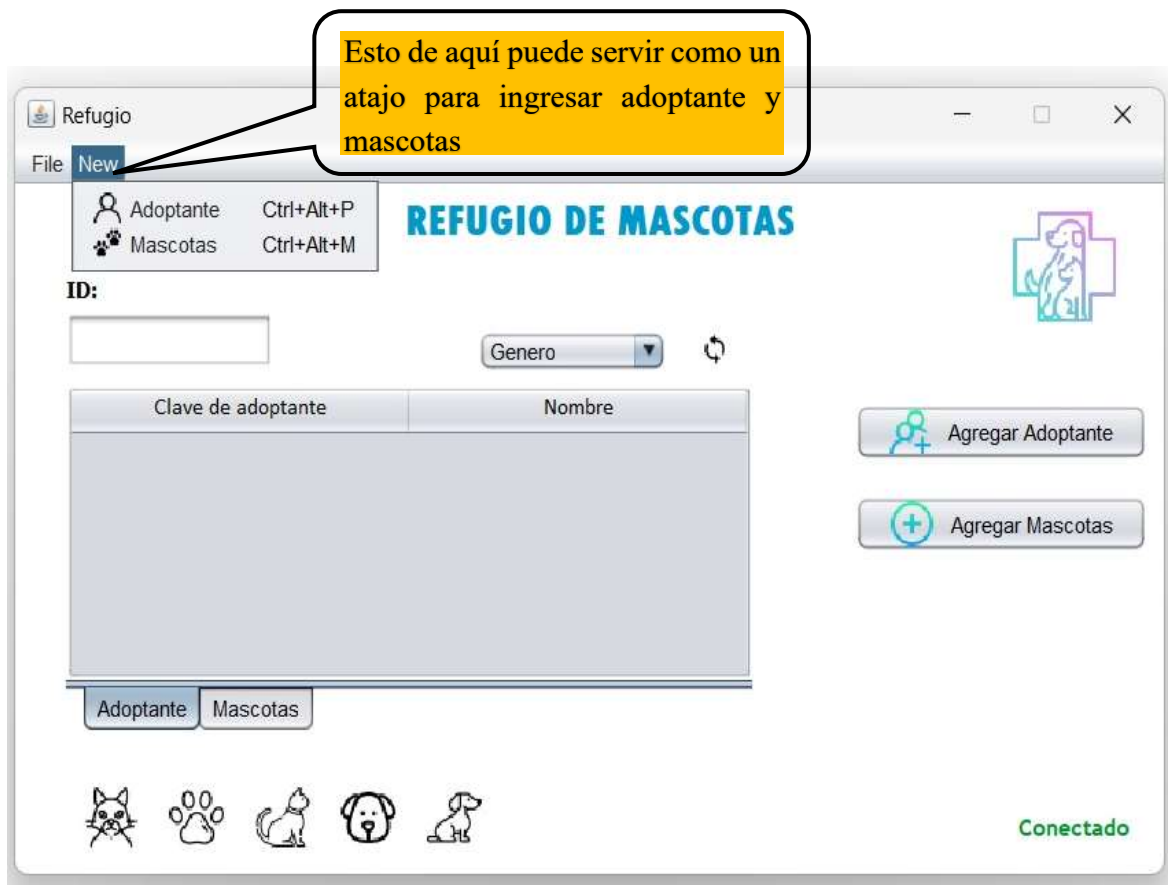 Esto de aquí puede servir como un
atajo para ingresar adoptante y
mascotas
Refugio
File New
Adoptante Ctrl+Alt+P
Mascotas Ctrl+Alt+M
REFUGIO DE MASCOTAS
ID:
Genero
Clave de adoptante Nombre
Agregar Adoptante
Agregar Mascotas
Adoptante Mascotas
Conectado